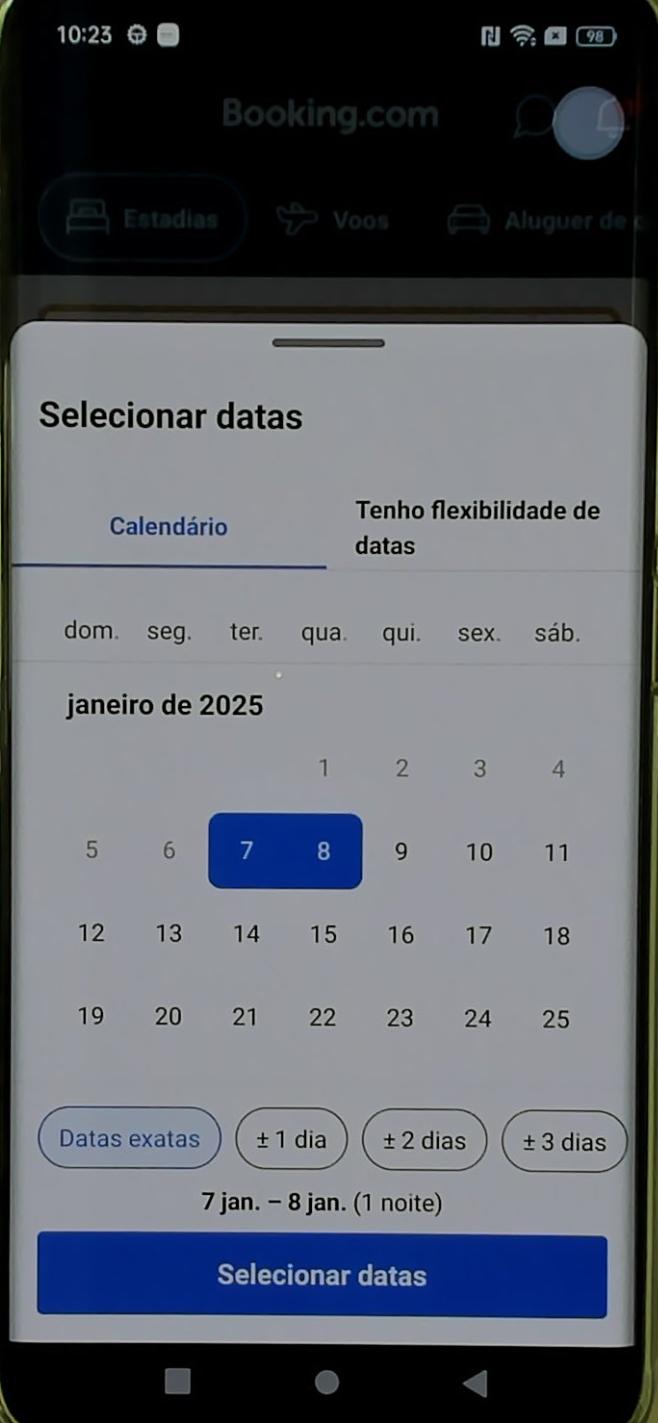 10:23
98
Booking.com
Estadias Voos Aluguer de c
Selecionar datas
Calendário
Tenho flexibilidade de
datas
dom. seg. ter. qua. qui. sex. sáb.
janeiro de 2025
1 2 3 4
5 6 7 8 9 10 11
12 13 14 15 16 17 18
19 20 21 22 23 24 25
Datas exatas ± 1 dia ± 2 dias ± 3 dias
7 jan. – 8 jan. (1 noite)
Selecionar datas